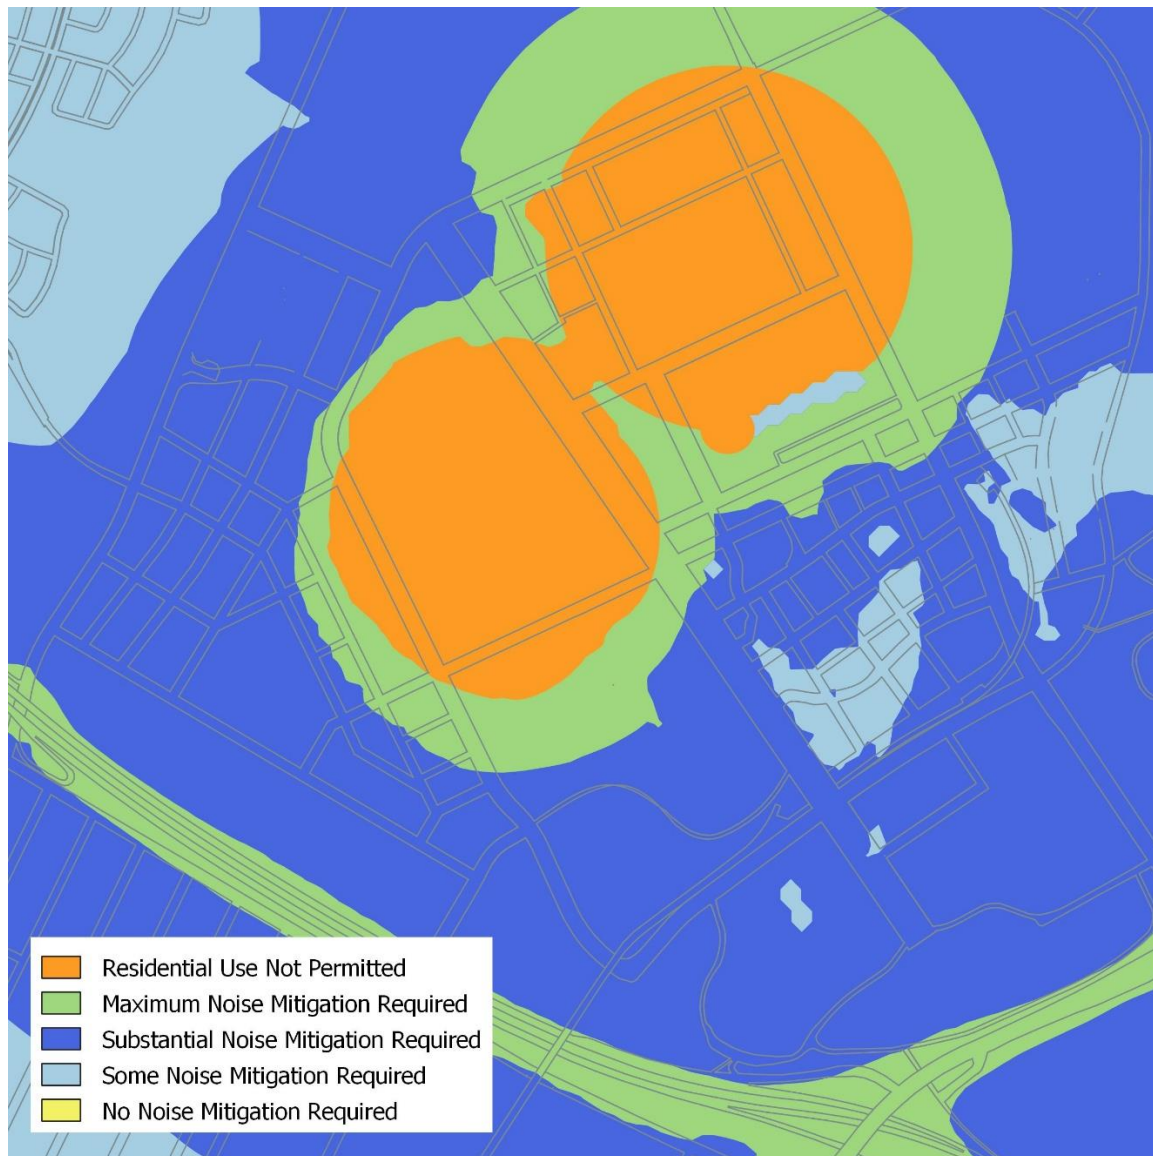 Residential Use Not Permitted
Maximum Noise Mitigation Required
Substantial Noise Mitigation Required
Some Noise Mitigation Required
No Noise Mitigation Required